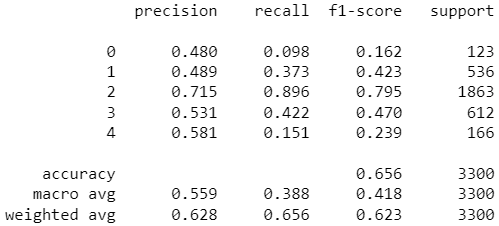 precision recall f1-score support
0 0.480 0.098 0.162 123
1 0.489 0.373 0.423 536
2 0.715 0.896 0.795 1863
3 0.531 0.422 0.470 612
4 0.581 0.151 0.239 166
accuracy 0.656 3300
macro avg 0.559 0.388 0.418 3300
weighted avg 0.628 0.656 0.623 3300